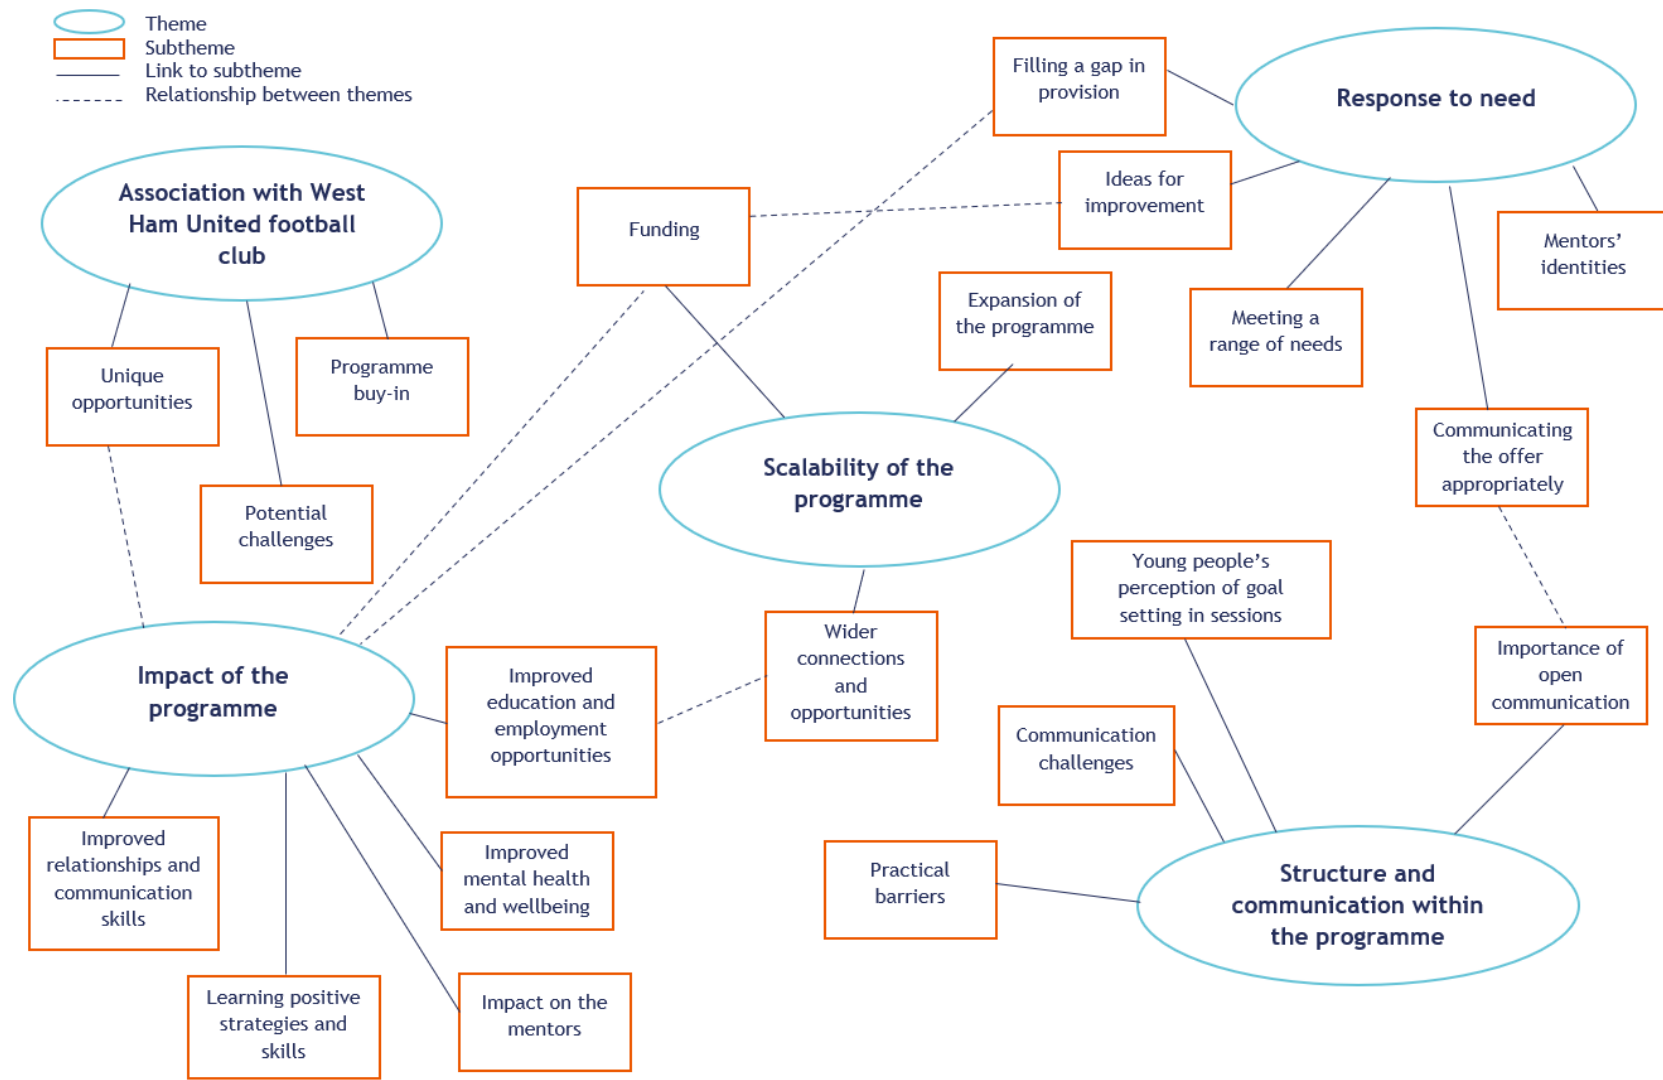 Theme
Subtheme
Link to subtheme
Relationship between themes
Filling a gap in
provision
Response to need
Ideas for
improvement
Association with West
Ham United football
club
Funding
Mentors’
identities
Expansion of
the programme
Meeting a
range of needs
Unique
opportunities
Programme
buy-in
Communicating
the offer
appropriately
Scalability of the
programme
Potential
challenges
Young people’s
perception of goal
setting in sessions
Wider
connections
and
opportunities
Importance of
open
communication
Impact of the
programme
Improved
education and
employment
opportunities
Communication
challenges
Improved
relationships and
communication
skills
Improved
mental health
and wellbeing
Practical
barriers
Structure and
communication within
the programme
Learning positive
strategies and
skills
Impact on the
mentors